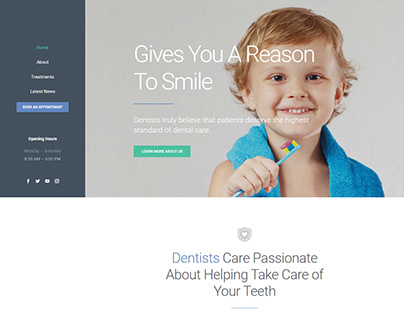 Home
About
Treatments
Latest News
BOOK AN APPOINTMENT
Opening Hours
Monday – Saturday
8:30 AM – 6:00 PM
Gives You A Reason
To Smile
Dentists truly believe that patients deserve the highest
standard of dental care.
LEARN MORE ABOUT US
Dentists Care Passionate
About Helping Take Care of
Your Teeth